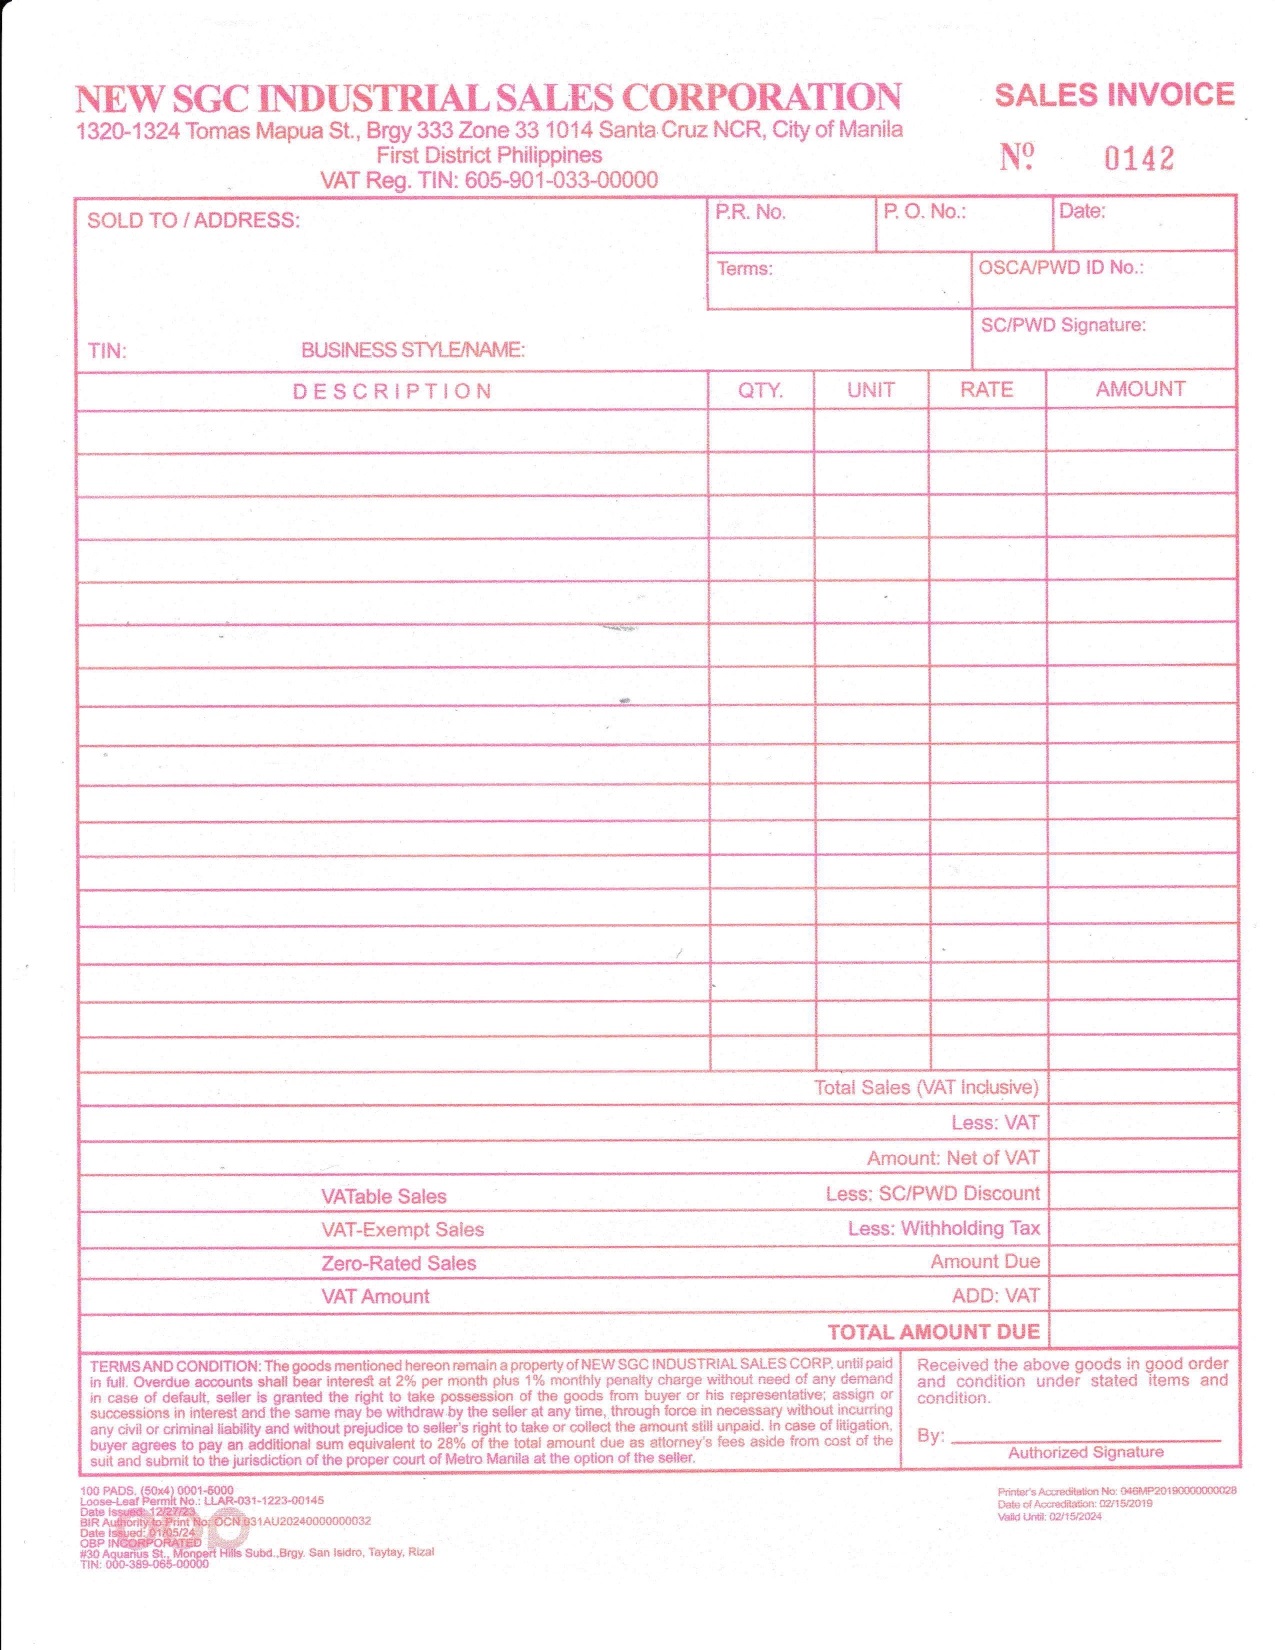 NEW SGC INDUSTRIAL SALES CORPORATION
1320-1324 Tomas Mapua St., Brgy 333 Zone 33 1014 Santa Cruz NCR, City of Manila
First District Philippines
VAT Reg. TIN: 605-901-033-00000
SALES INVOICE
Nº. 0142
SOLD TO / ADDRESS:
P.R. No.
P. O. No.:
Date:
Terms:
OSCA/PWD ID No.:
SC/PWD Signature:
TIN:
BUSINESS STYLE/NAME:
DESCRIPTION
QTY.
UNIT
RATE
AMOUNT
Total Sales (VAT Inclusive)
Less: VAT
Amount: Net of VAT
VATable Sales
Less: SC/PWD Discount
VAT-Exempt Sales
Less: Withholding Tax
Zero-Rated Sales
Amount Due
VAT Amount
ADD: VAT
TOTAL AMOUNT DUE
TERMS AND CONDITION: The goods mentioned hereon remain a property of NEW SGC INDUSTRIAL SALES CORP, until paid
in full. Overdue accounts shall bear interest at 2% per month plus 1% monthly penalty charge without need of any demand
in case of default, seller is granted the right to take possession of the goods from buyer or his representative; assign or
successions in interest and the same may be withdraw by the seller at any time, through force in necessary without incurring
any civil or criminal liability and without prejudice to seller's right to take or collect the amount still unpaid. In case of litigation,
buyer agrees to pay an additional sum equivalent to 28% of the total amount due as attorney's fees aside from cost of the
suit and submit to the jurisdiction of the proper court of Metro Manila at the option of the seller.
Received the above goods in good order
and condition under stated items and
condition.
By:
Authorized Signature
100 PADS, (50x4) 0001-5000
Loose-Leaf Permit No.: LLAR-031-1223-00145
Date Issued: 12/27/23
BIR Authority to Print No: OCN 031AU20240000000032
Date Issued: 01/05/24
OBP INCORPORATED
#30 Aquarius St., Monpert Hills Subd.,Brgy. San Isidro, Taytay, Rizal
TIN: 000-389-065-00000
Printer's Accreditation No: 046MP20190000000028
Date of Accreditation: 02/15/2019
Valid Until: 02/15/2024